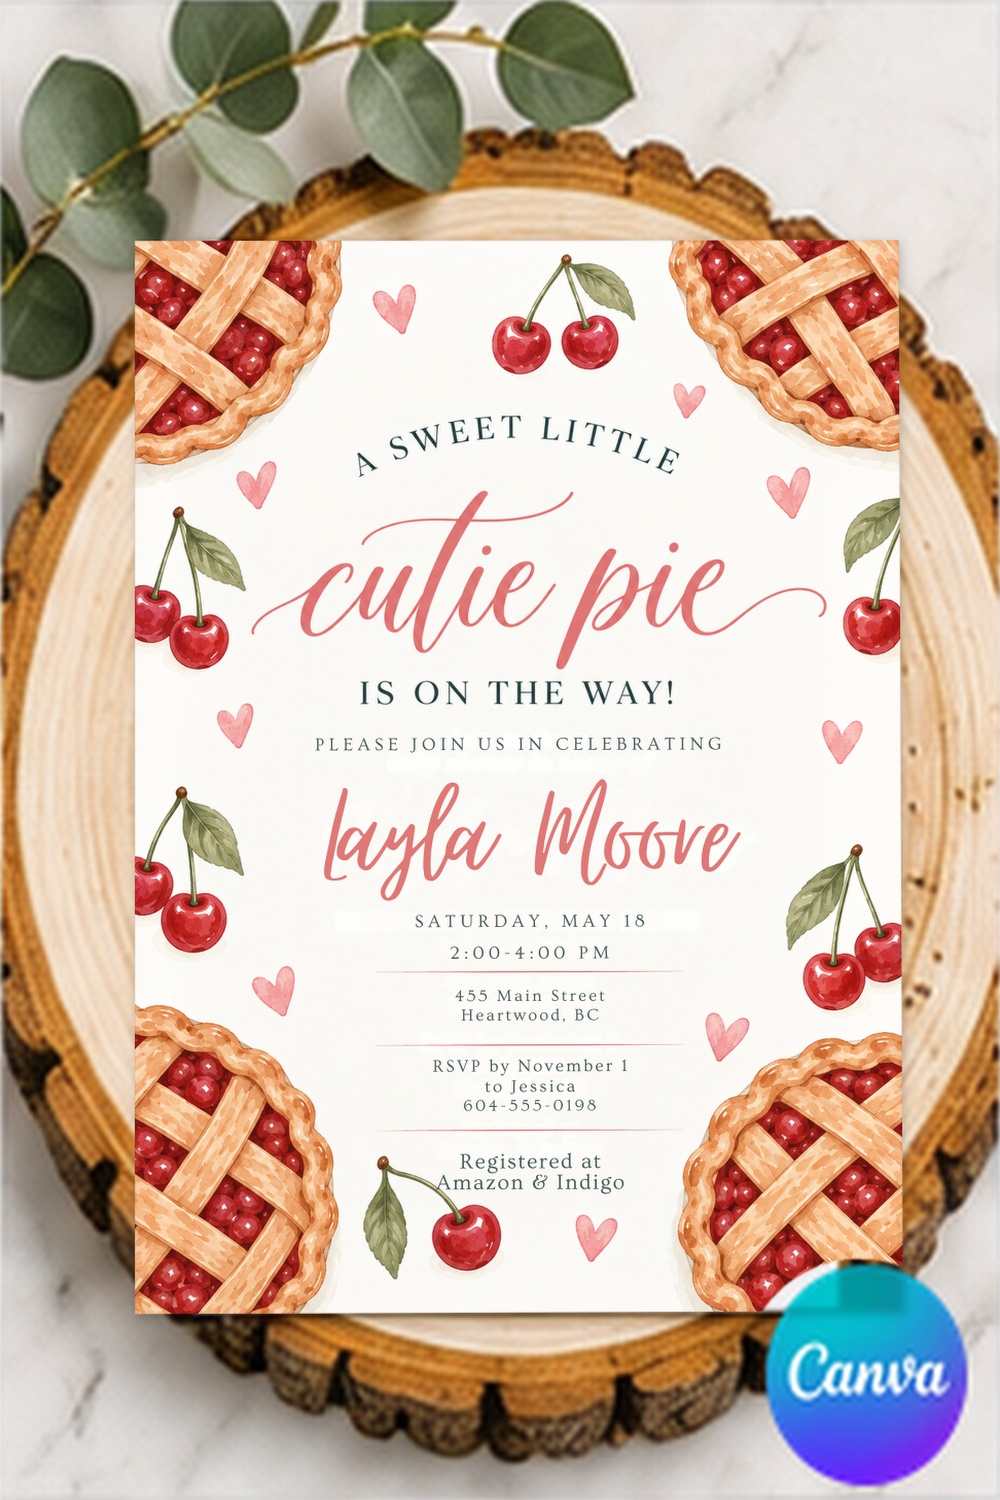 A SWEET LITTLE
cutie pie
IS ON THE WAY!
PLEASE JOIN US IN CELEBRATING
Layla Moore
SATURDAY, MAY 18
2:00-4:00 PM
455 Main Street
Heartwood, BC
RSVP by November 1
to Jessica
604-555-0198
Registered at
Amazon & Indigo
Canva